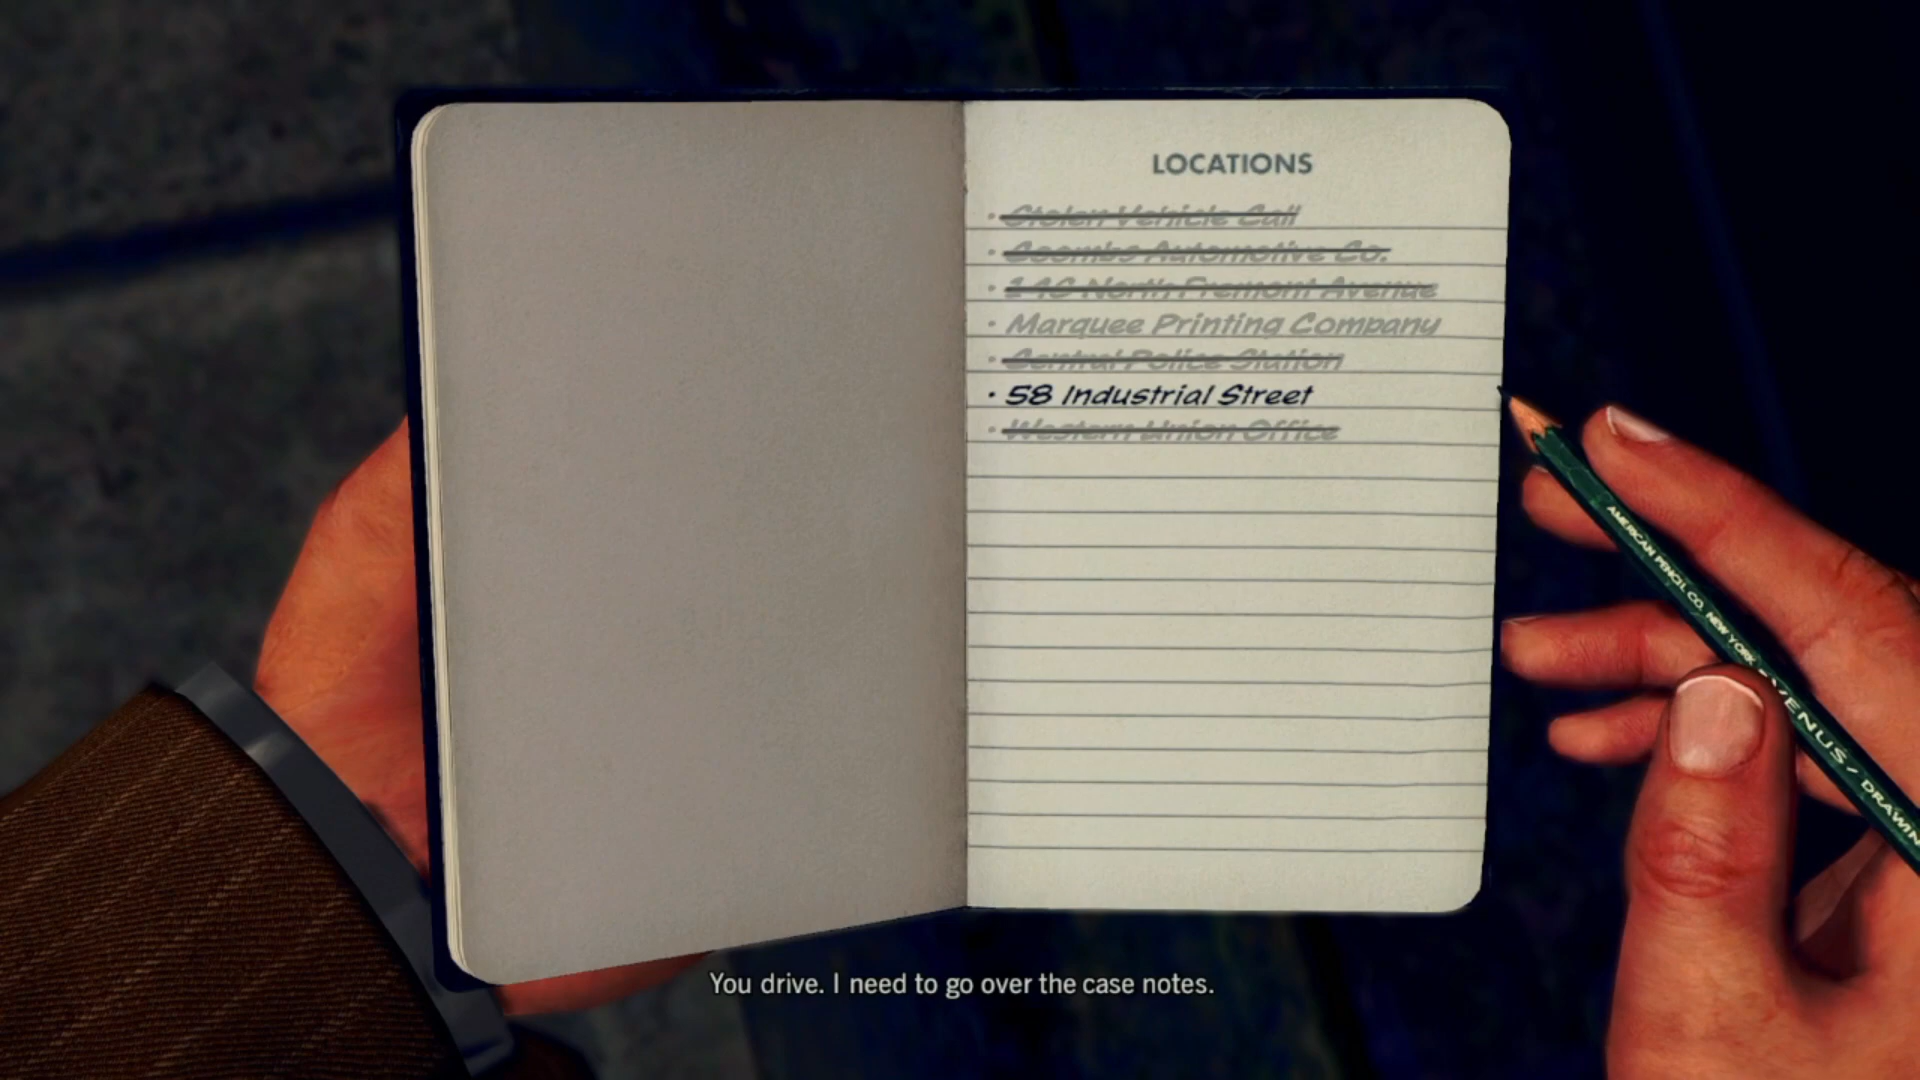 LOCATIONS
· Stolen Vehicle Call
· Coombs Automotive Co.
· 146 North Fremont Avenue
· Marquee Printing Company
· Central Police Station
· 58 Industrial Street
· Western Union Office
AMERICAN PENCIL CO. NEW YORK VENUS / DRAWIN
You drive. I need to go over the case notes.